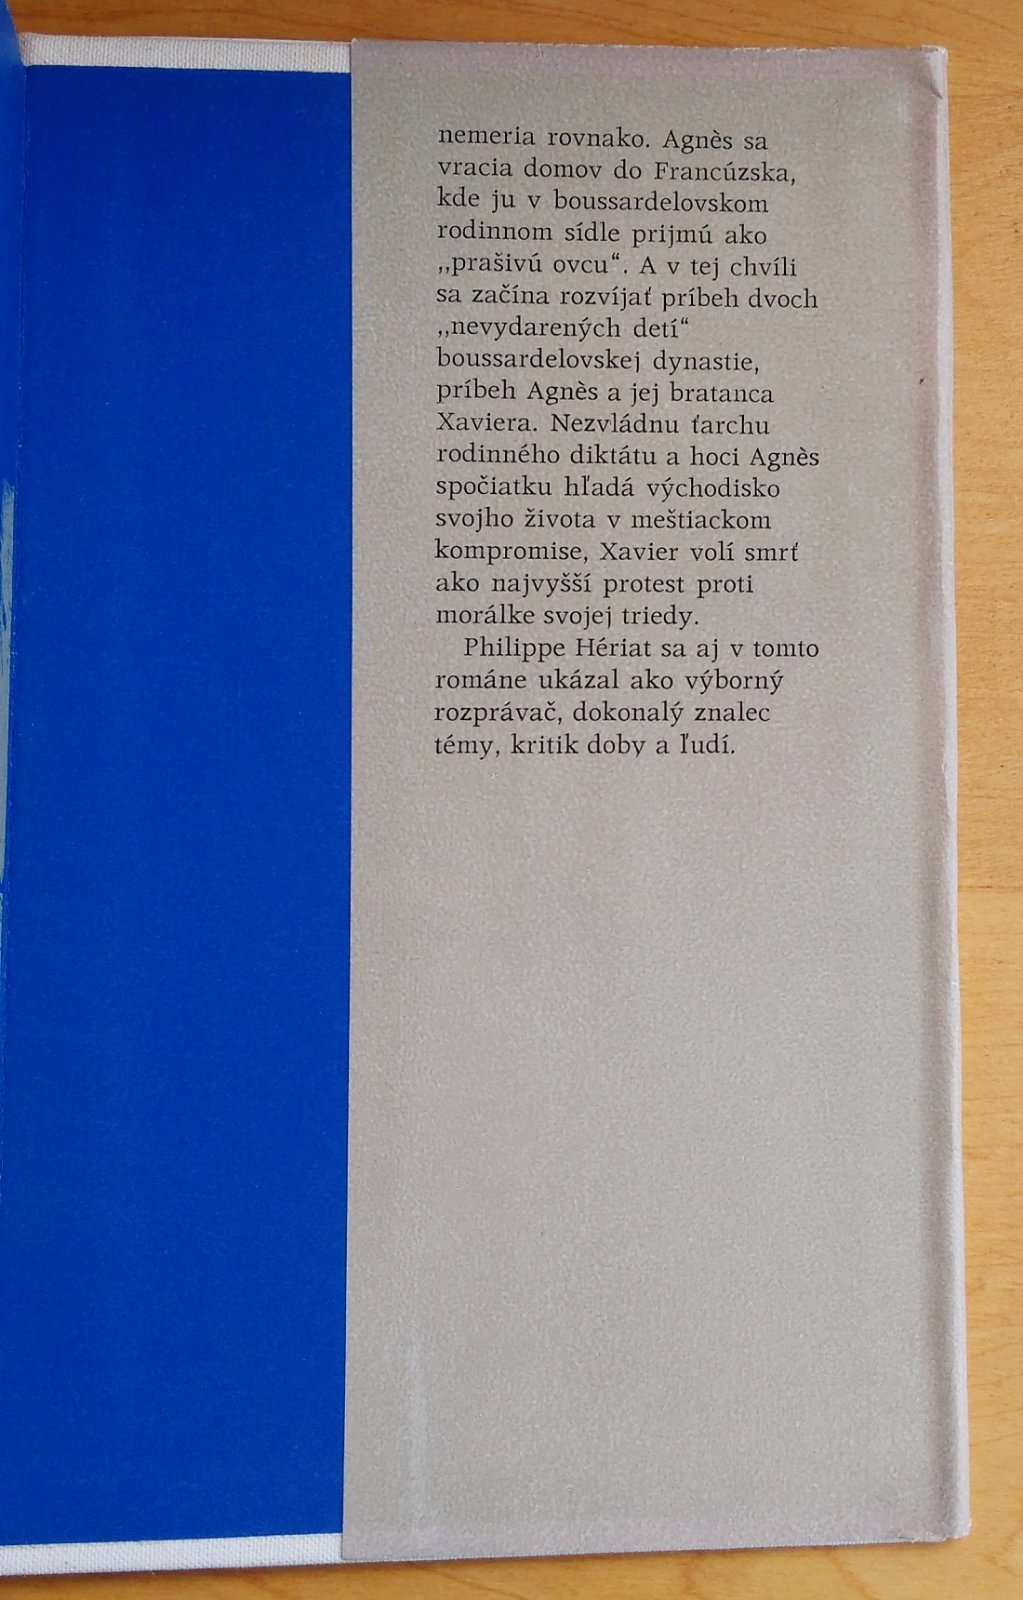 nemeria rovnako. Agnès sa
vracia domov do Francúzska,
kde ju v boussardelovskom
rodinnom sídle prijmú ako
„prašivú ovcu“. A v tej chvíli
sa začína rozvíjať príbeh dvoch
„nevydarených detí“
boussardelovskej dynastie,
príbeh Agnès a jej bratanca
Xaviera. Nezvládnu ťarchu
rodinného diktátu a hoci Agnès
spočiatku hľadá východisko
svojho života v meštiackom
kompromise, Xavier volí smrť
ako najvyšší protest proti
morálke svojej triedy.
Philippe Hériat sa aj v tomto
románe ukázal ako výborný
rozprávač, dokonalý znalec
témy, kritik doby a ľudí.